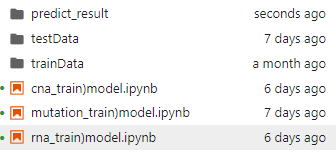 predict_result seconds ago
testData 7 days ago
trainData a month ago
cna_train)model.ipynb 6 days ago
mutation_train)model.ipynb 7 days ago
rna_train)model.ipynb 6 days ago